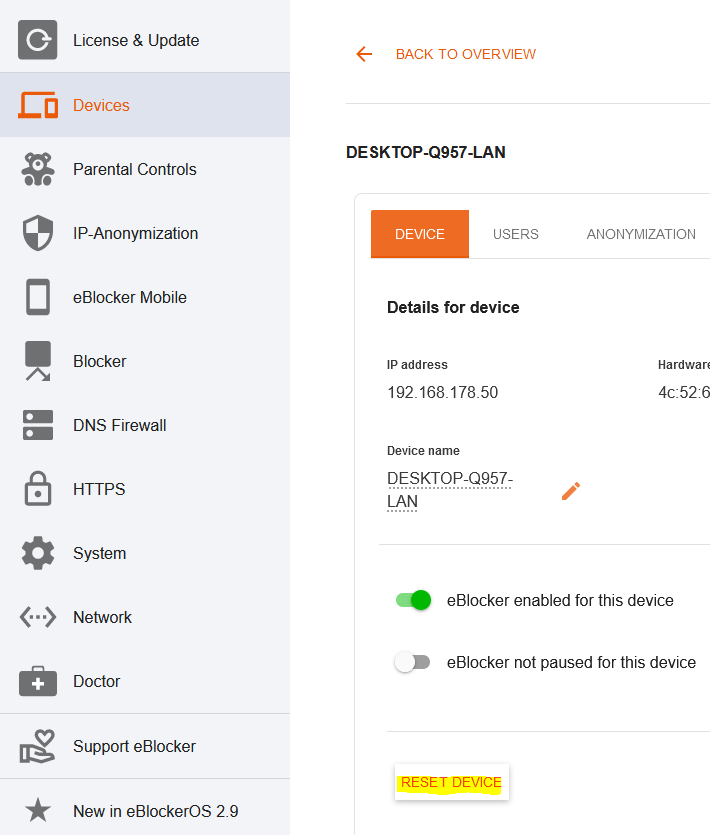 License & Update
Devices
Parental Controls
IP-Anonymization
eBlocker Mobile
Blocker
DNS Firewall
HTTPS
System
Network
Doctor
Support eBlocker
New in eBlockerOS 2.9
BACK TO OVERVIEW
DESKTOP-Q957-LAN
DEVICE USERS ANONYMIZATION
Details for device
IP address Hardware
192.168.178.50 4c:52:6
Device name
DESKTOP-Q957-
LAN
eBlocker enabled for this device
eBlocker not paused for this device
RESET DEVICE